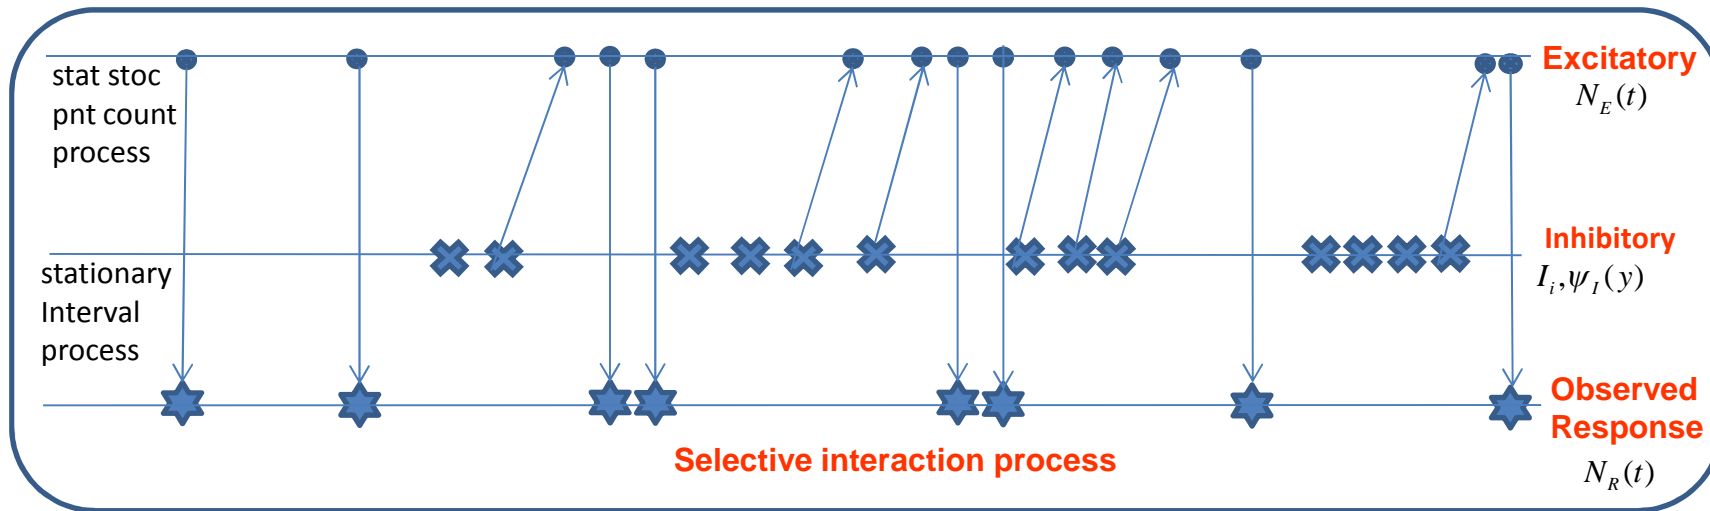 stat stoc
pnt count
process
Excitatory
N_E(t)
stationary
Interval
process
Inhibitory
I_i,ψ_I(y)
Observed
Response
N_R(t)
Selective interaction process